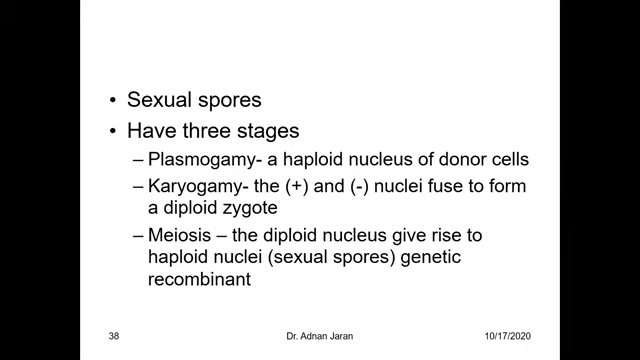 • Sexual spores
• Have three stages
– Plasmogamy- a haploid nucleus of donor cells
– Karyogamy- the (+) and (-) nuclei fuse to form
a diploid zygote
– Meiosis – the diploid nucleus give rise to
haploid nuclei (sexual spores) genetic
recombinant
38 Dr. Adnan Jaran 10/17/2020